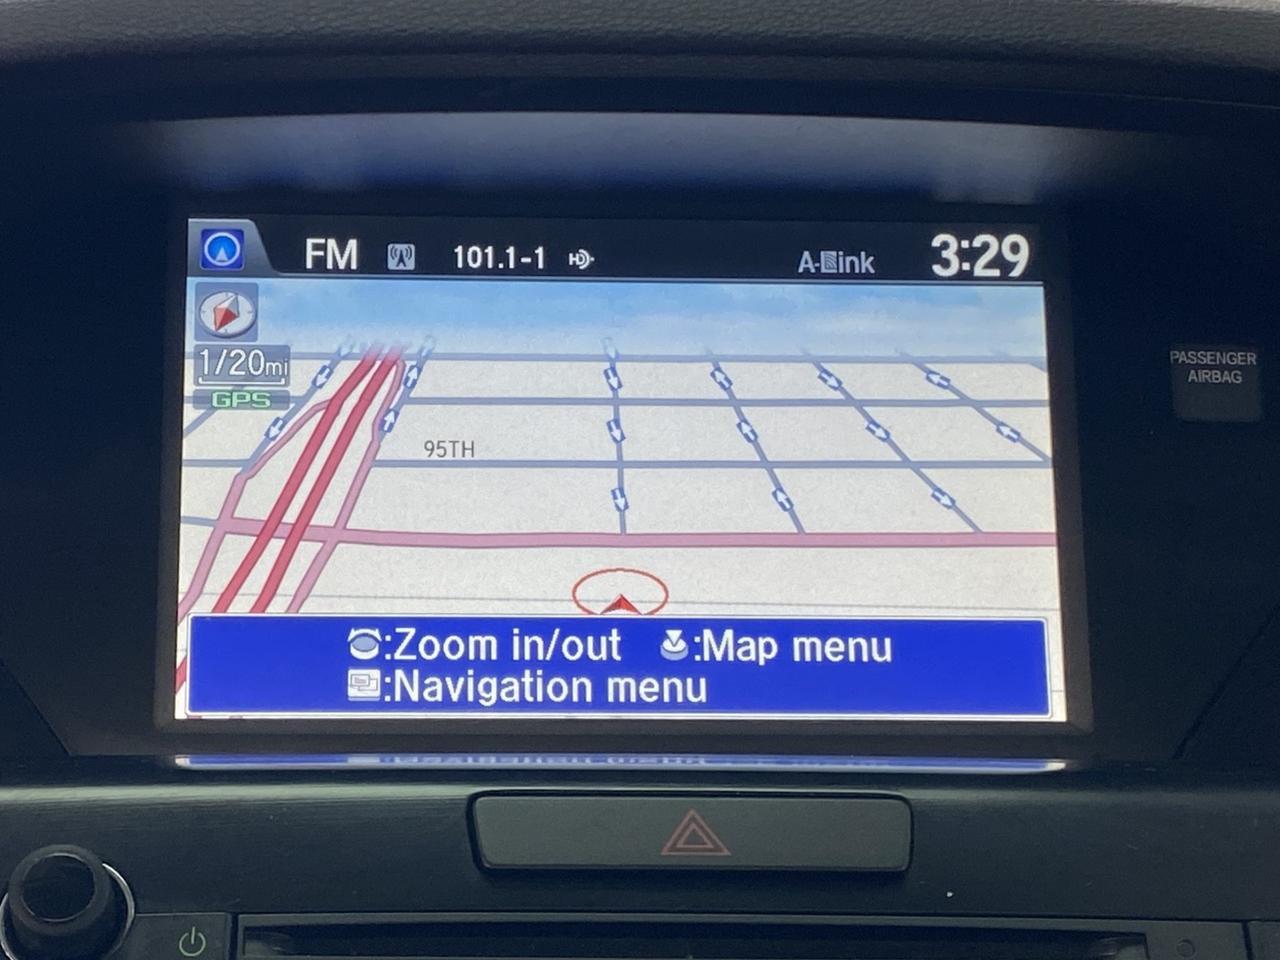 FM 101.1-1 HD A-Link 3:29
1/20mi
GPS
95TH
:Zoom in/out :Map menu
:Navigation menu
PASSENGER
AIRBAG